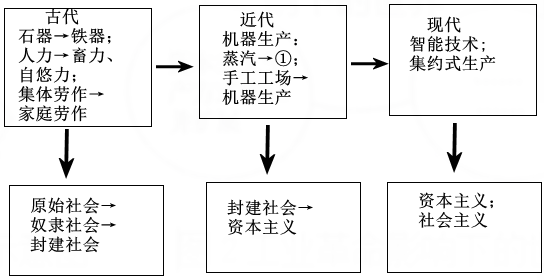 古代
石器→铁器；
人力→畜力、
自悠力；
集体劳作→
家庭劳作
近代
机器生产：
蒸汽→①；
手工工场→
机器生产
现代
智能技术；
集约式生产
原始社会→
奴隶社会→
封建社会
封建社会→
资本主义
资本主义；
社会主义